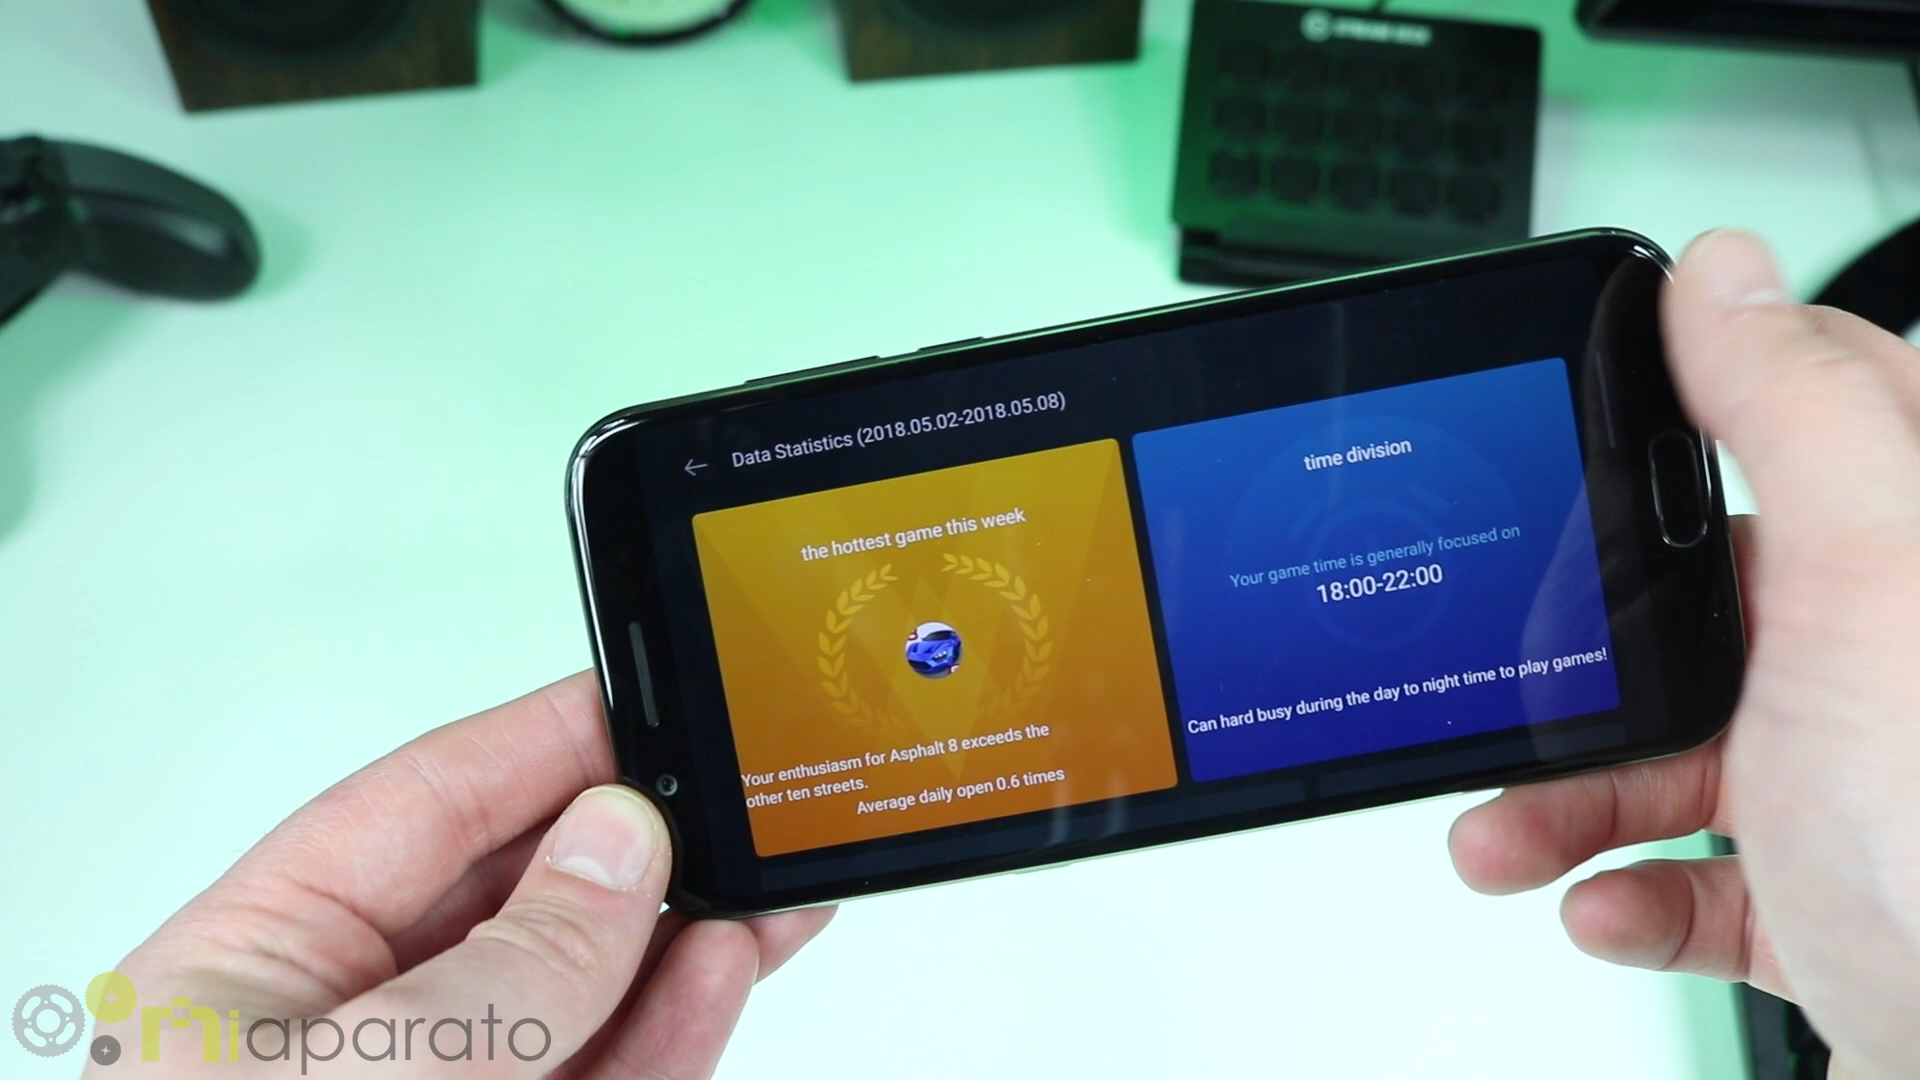 STREAM DECK
Data Statistics (2018.05.02-2018.05.08)
the hottest game this week
Your enthusiasm for Asphalt 8 exceeds the
other ten streets.
Average daily open 0.6 times
time division
Your game time is generally focused on
18:00-22:00
Can hard busy during the day to night time to play games!
miaparato